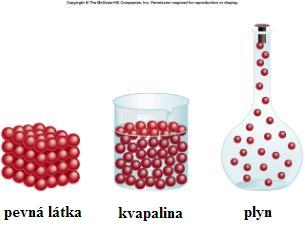 Copyright © The McGraw-Hill Companies, Inc. Permission required for reproduction or display.
pevná látka
kvapalina
plyn